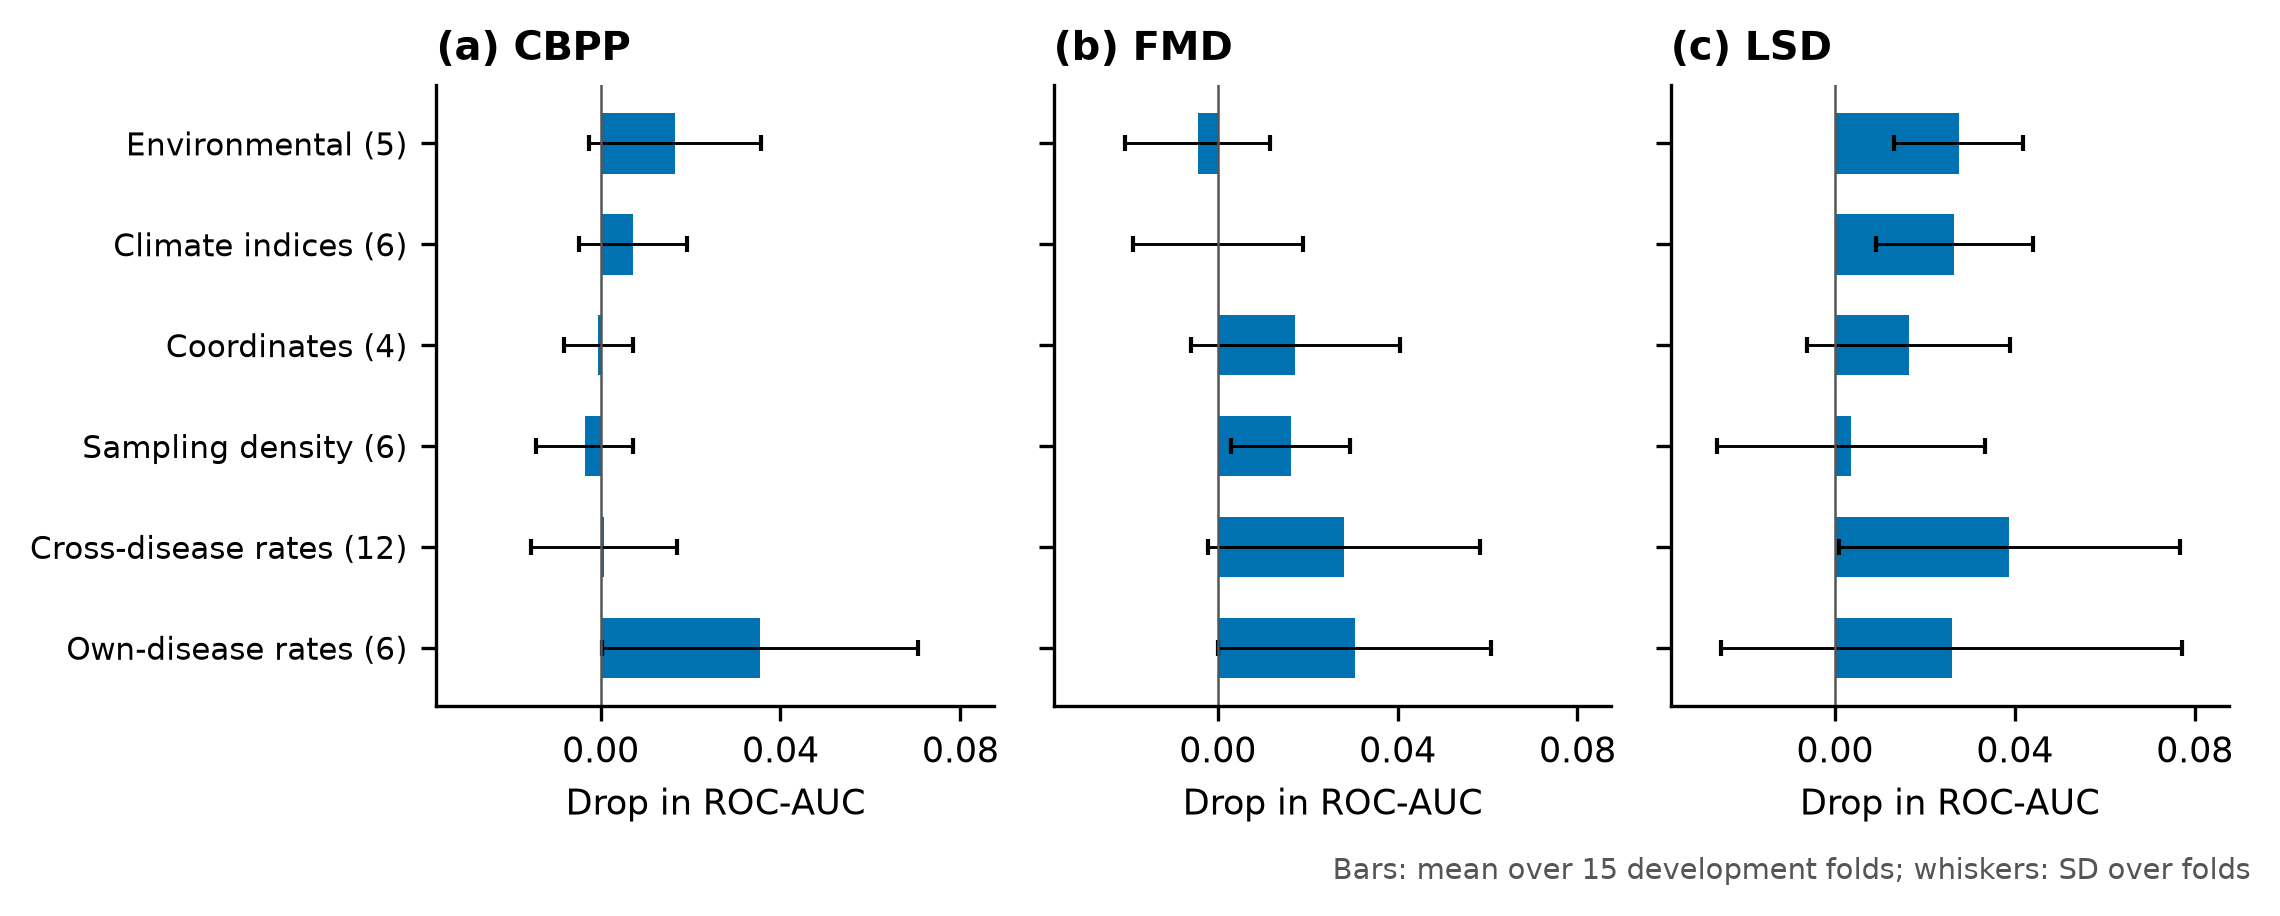 (a) CBPP
(b) FMD
(c) LSD
Environmental (5)
Climate indices (6)
Coordinates (4)
Sampling density (6)
Cross-disease rates (12)
Own-disease rates (6)
0.00 0.04 0.08
0.00 0.04 0.08
0.00 0.04 0.08
Drop in ROC-AUC
Drop in ROC-AUC
Drop in ROC-AUC
Bars: mean over 15 development folds; whiskers: SD over folds